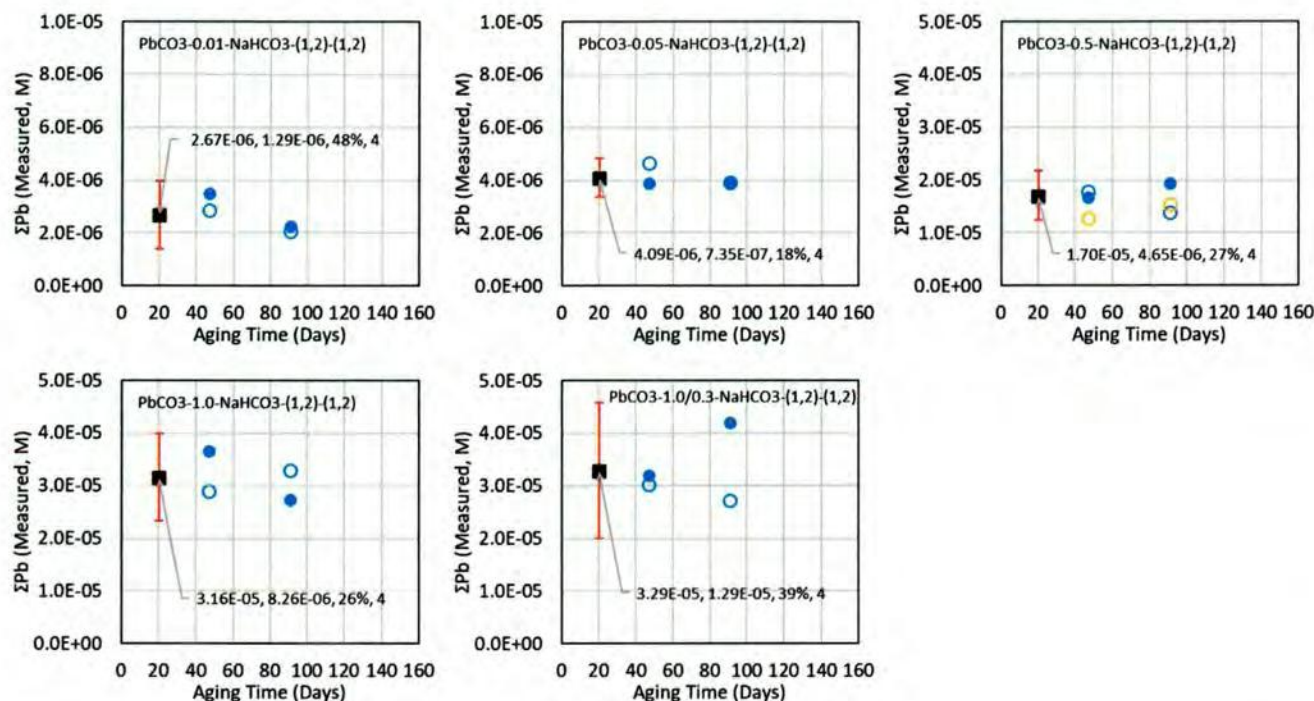 PbCO3-0.01-NaHCO3-(1,2)-(1,2)
ΣPb (Measured, M)
1.0E-05
8.0E-06
6.0E-06
4.0E-06
2.0E-06
0.0E+00
2.67E-06, 1.29E-06, 48%, 4
0 20 40 60 80 100 120 140 160
Aging Time (Days)
PbCO3-0.05-NaHCO3-(1,2)-(1,2)
ΣPb (Measured, M)
1.0E-05
8.0E-06
6.0E-06
4.0E-06
2.0E-06
0.0E+00
4.09E-06, 7.35E-07, 18%, 4
0 20 40 60 80 100 120 140 160
Aging Time (Days)
PbCO3-0.5-NaHCO3-(1,2)-(1,2)
ΣPb (Measured, M)
5.0E-05
4.0E-05
3.0E-05
2.0E-05
1.0E-05
0.0E+00
1.70E-05, 4.65E-06, 27%, 4
0 20 40 60 80 100 120 140 160
Aging Time (Days)
PbCO3-1.0-NaHCO3-(1,2)-(1,2)
ΣPb (Measured, M)
5.0E-05
4.0E-05
3.0E-05
2.0E-05
1.0E-05
0.0E+00
3.16E-05, 8.26E-06, 26%, 4
0 20 40 60 80 100 120 140 160
Aging Time (Days)
PbCO3-1.0/0.3-NaHCO3-(1,2)-(1,2)
ΣPb (Measured, M)
5.0E-05
4.0E-05
3.0E-05
2.0E-05
1.0E-05
0.0E+00
3.29E-05, 1.29E-05, 39%, 4
0 20 40 60 80 100 120 140 160
Aging Time (Days)